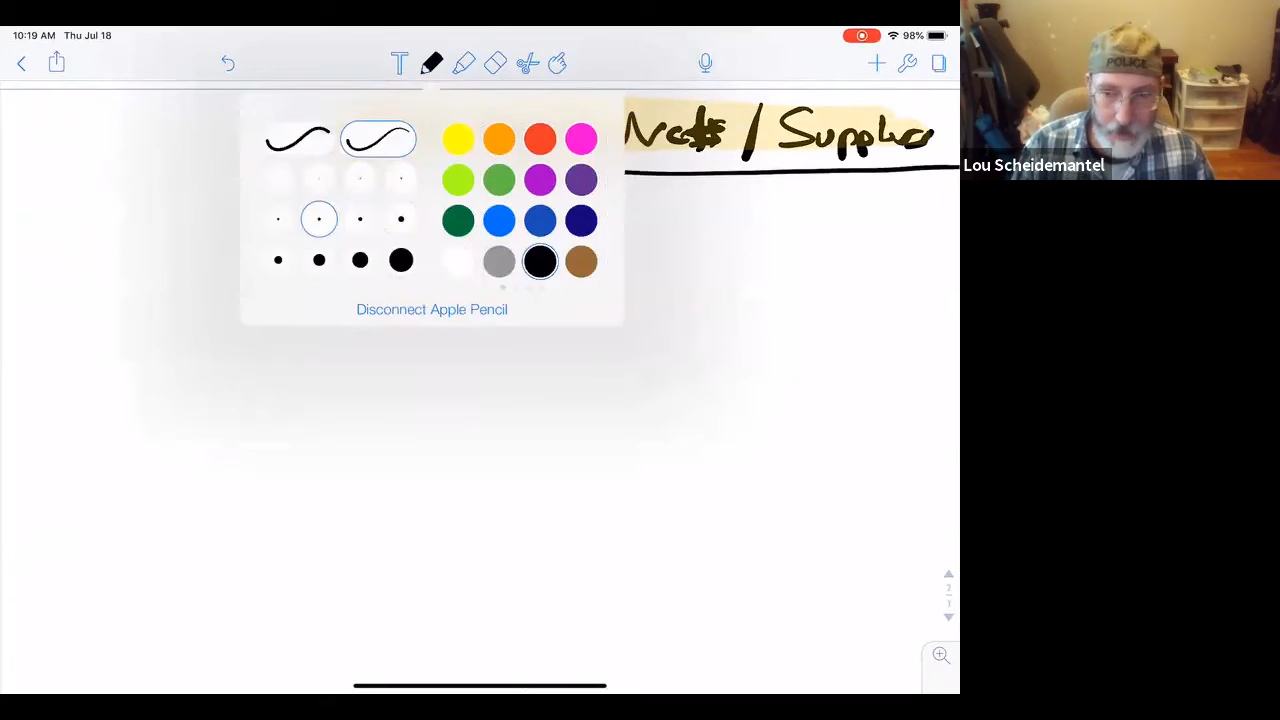 10:19 AM Thu Jul 18
98%
T
/ Supplies
POLICE
Lou Scheidemantel
Disconnect Apple Pencil